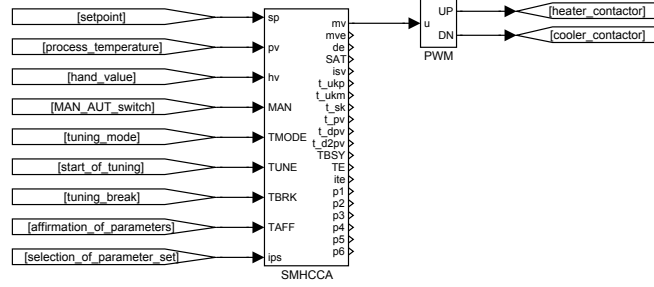 [setpoint]
[process_temperature]
[hand_value]
[MAN_AUT_switch]
[tuning_mode]
[start_of_tuning]
[tuning_break]
[affirmation_of_parameters]
[selection_of_parameter_set]
sp
pv
hv
MAN
TMODE
TUNE
TBRK
TAFF
ips
mv
mve
de
SAT
isv
t_ukp
t_ukm
t_sk
t_pv
t_dpv
t_d2pv
TBSY
TE
ite
p1
p2
p3
p4
p5
p6
SMHCCA
u
UP
DN
PWM
[heater_contactor]
[cooler_contactor]